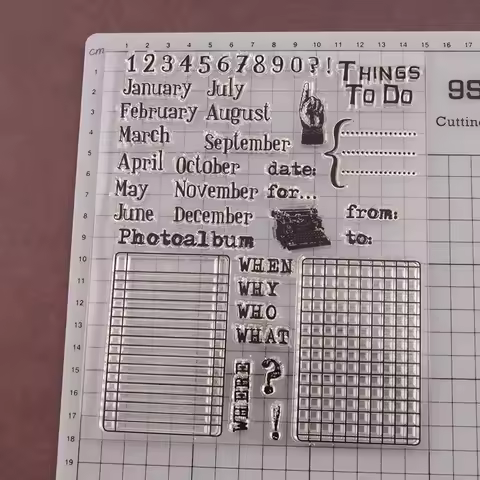 cm 1 2 3 4 5 6 7 8 9 10 11 12 13 14 15 17
1234567890?!
THINGS
TO DO
January July
February August
March September
April October
May November
June December
Photoalbum
date:
for...
from:
to:
WHEN
WHY
WHO
WHAT
WHERE
?
!
1
2
3
4
5
6
7
8
9
10
11
12
13
14
15
16
17
18
19
9S
Cuttin